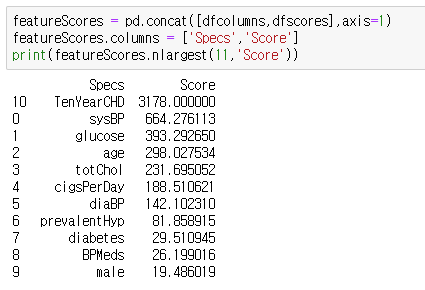 featureScores = pd.concat([dfcolumns,dfscores],axis=1)
featureScores.columns = ['Specs','Score']
print(featureScores.nlargest(11,'Score'))
Specs Score
10 TenYearCHD 3178.000000
0 sysBP 664.276113
1 glucose 393.292650
2 age 298.027534
3 totChol 231.695052
4 cigsPerDay 188.510621
5 diaBP 142.102310
6 prevalentHyp 81.858915
7 diabetes 29.510945
8 BPMeds 26.199016
9 male 19.486019